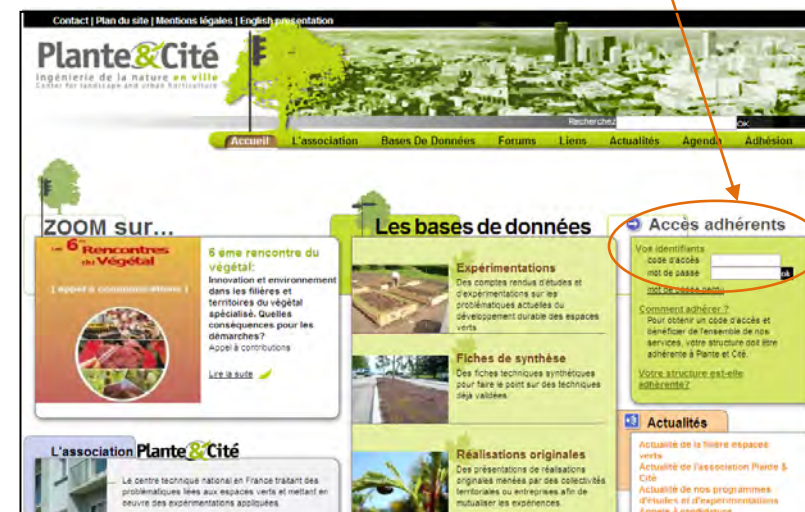 Contact | Plan du site | Mentions légales | English presentation
Plante&Cité
ingénierie de la nature en ville
Center for landscape and urban horticulture
Recherchez
OK
Accueil L'association Bases De Données Forums Liens Actualités Agenda Adhésion
ZOOM sur...
Les 6es Rencontres
du Végétal
[ appel à communications ]
6 ème rencontre du
végétal:
Innovation et environnement
dans les filières et
territoires du végétal
spécialisé. Quelles
conséquences pour les
démarches?
Appel à contributions
Lire la suite
L'association Plante&Cité
Le centre technique national en France traitant des
problématiques liées aux espaces verts et mettant en
oeuvre des expérimentations appliquées.
Les bases de données
Expérimentations
Des comptes rendus d'études et
d'expérimentations sur les
problématiques actuelles du
développement durable des espaces
verts
Fiches de synthèse
Des fiches techniques synthétiques
pour faire le point sur des techniques
déjà validées.
Réalisations originales
Des présentations de réalisations
originales menées par des collectivités
territoriales ou entreprises afin de
mutualiser les expériences.
Accès adhérents
Vos identifiants
code d'accès
mot de passe
ok
mot de passe perdu
Comment adhérer ?
Pour obtenir un code d'accès et
bénéficier de l'ensemble de nos
services, votre structure doit être
adhérente à Plante et Cité.
Votre structure est-elle
adhérente?
Actualités
Actualité de la filière espaces
verts
Actualité de l'association Plante &
Cité
Actualité de nos programmes
d'études et d'expérimentations
Appels à candidature